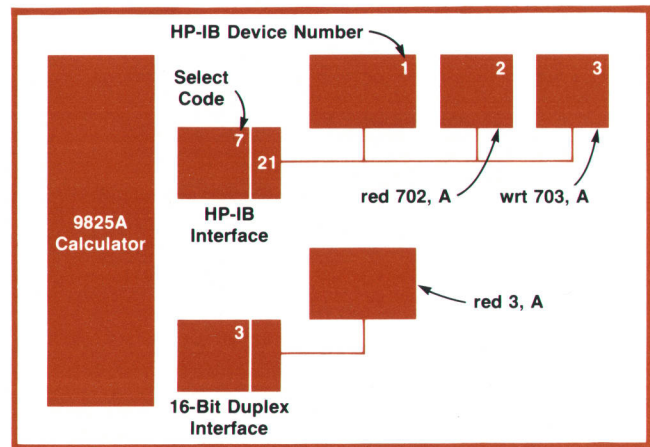 HP-IB Device Number
1
2
3
Select
Code
7
21
red 702, A
wrt 703, A
HP-IB
Interface
9825A
Calculator
red 3, A
3
16-Bit Duplex
Interface